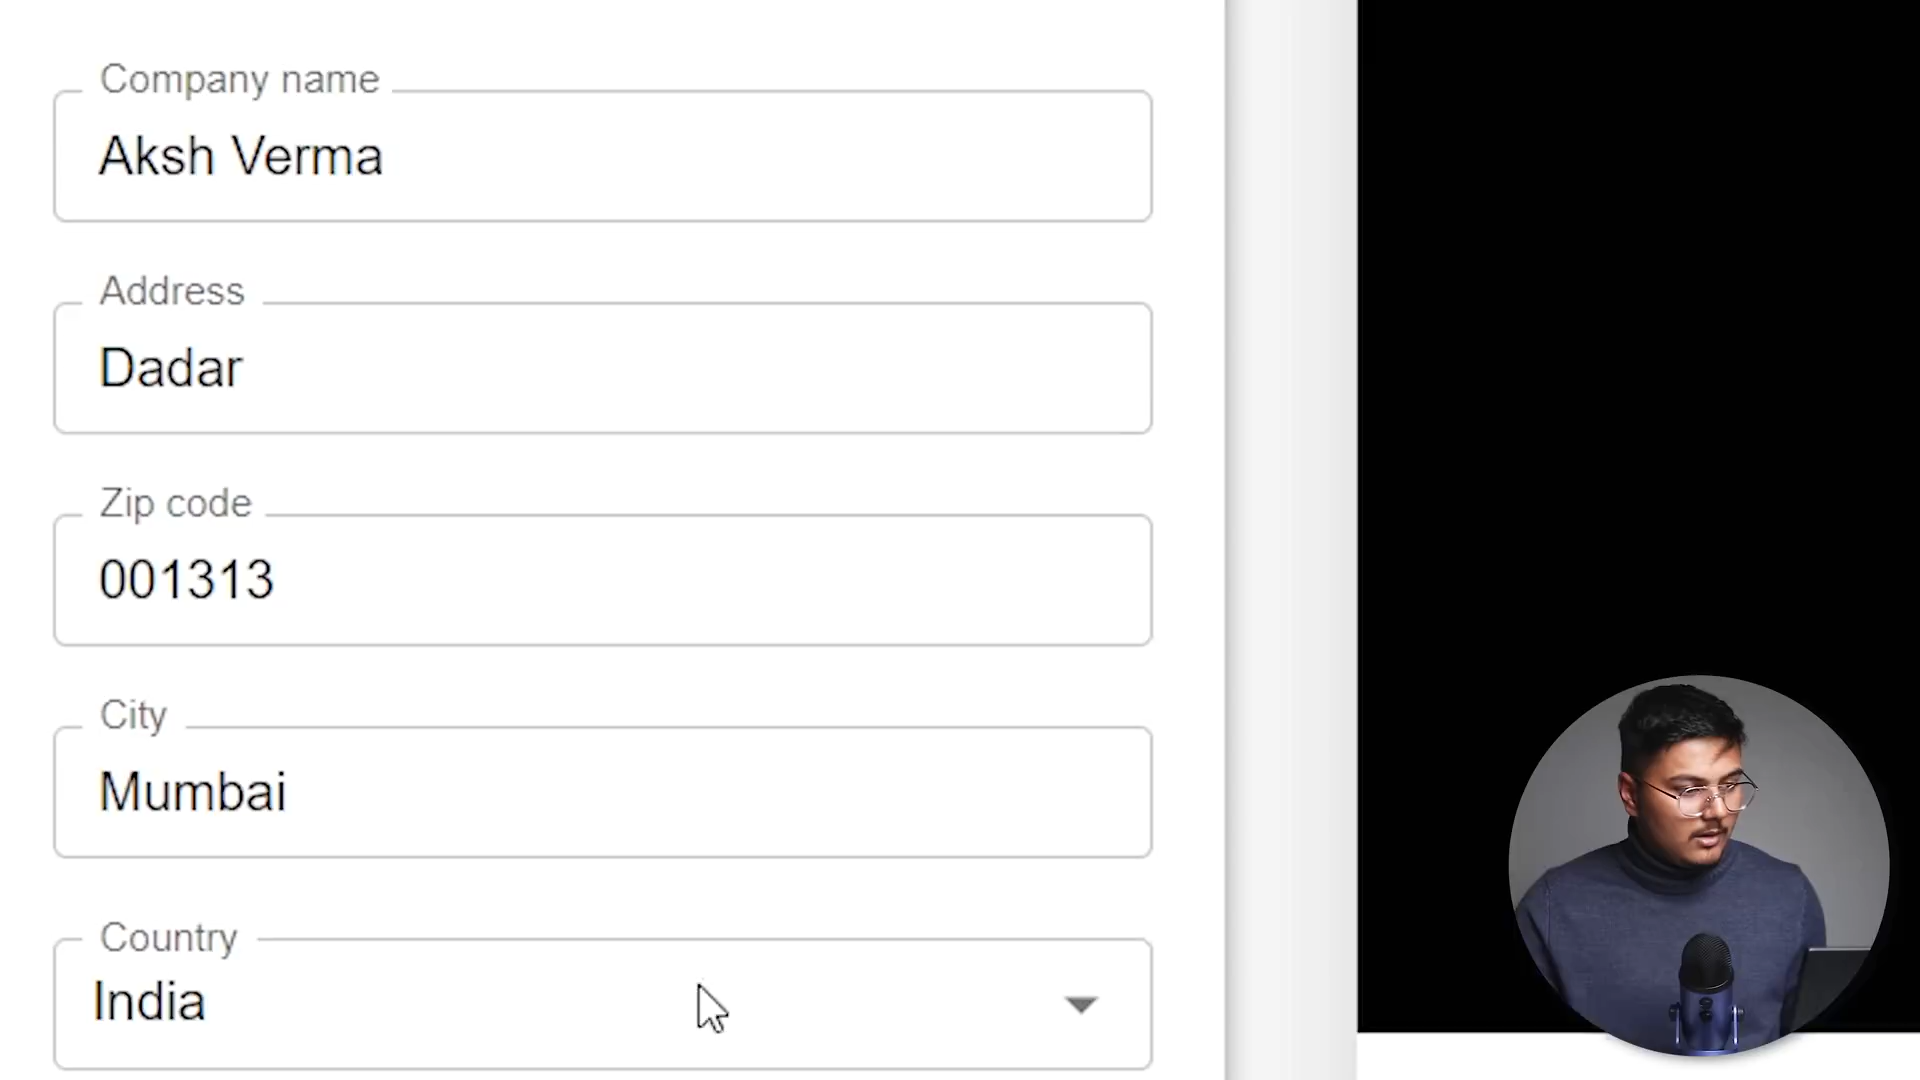 Company name
Aksh Verma
Address
Dadar
Zip code
001313
City
Mumbai
Country
India